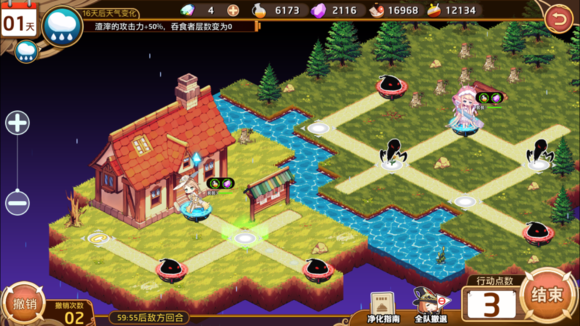 01天
16天后天气变化
渣滓的攻击力+50%，吞食者层数变为0
4
6173
2116
16968
12134
撤销
撤销次数
02
59:55后敌方回合
净化指南
全队撤退
行动点数
3
结束